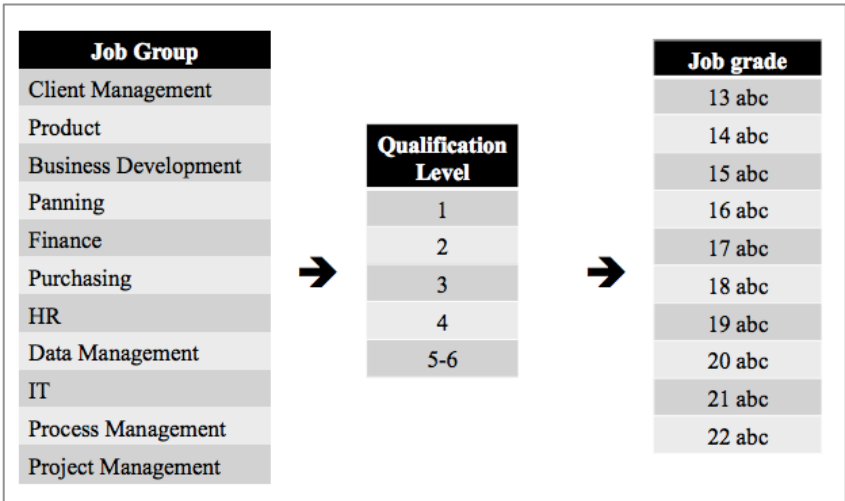 Job Group
Client Management
Product
Business Development
Panning
Finance
Purchasing
HR
Data Management
IT
Process Management
Project Management
Qualification
Level
1
2
3
4
5-6
Job grade
13 abc
14 abc
15 abc
16 abc
17 abc
18 abc
19 abc
20 abc
21 abc
22 abc